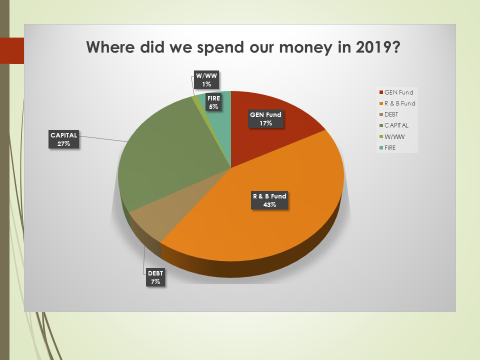 Where did we spend our money in 2019?
W/WW
1%
FIRE
5%
GEN Fund
17%
CAPITAL
27%
R & B Fund
43%
DEBT
7%
GEN Fund
R & B Fund
DEBT
CAPITAL
W/WW
FIRE